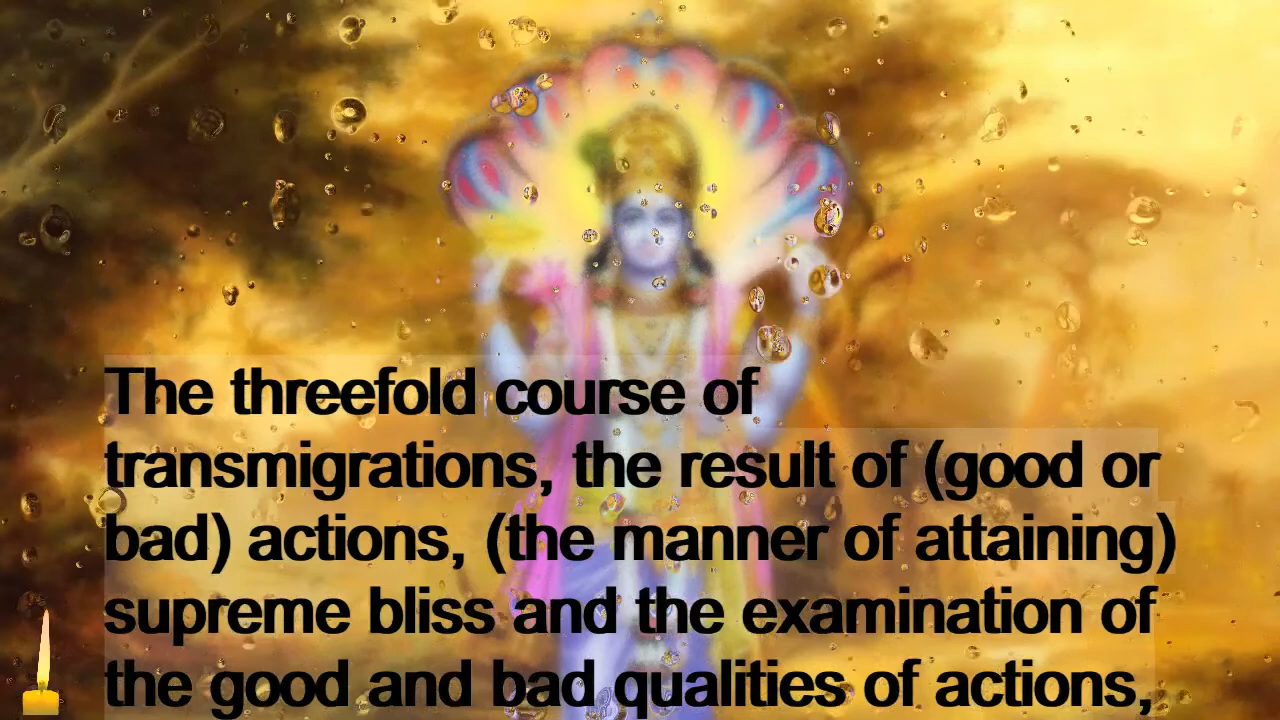 The threefold course of
transmigrations, the result of (good or
bad) actions, (the manner of attaining)
supreme bliss and the examination of
the good and bad qualities of actions,